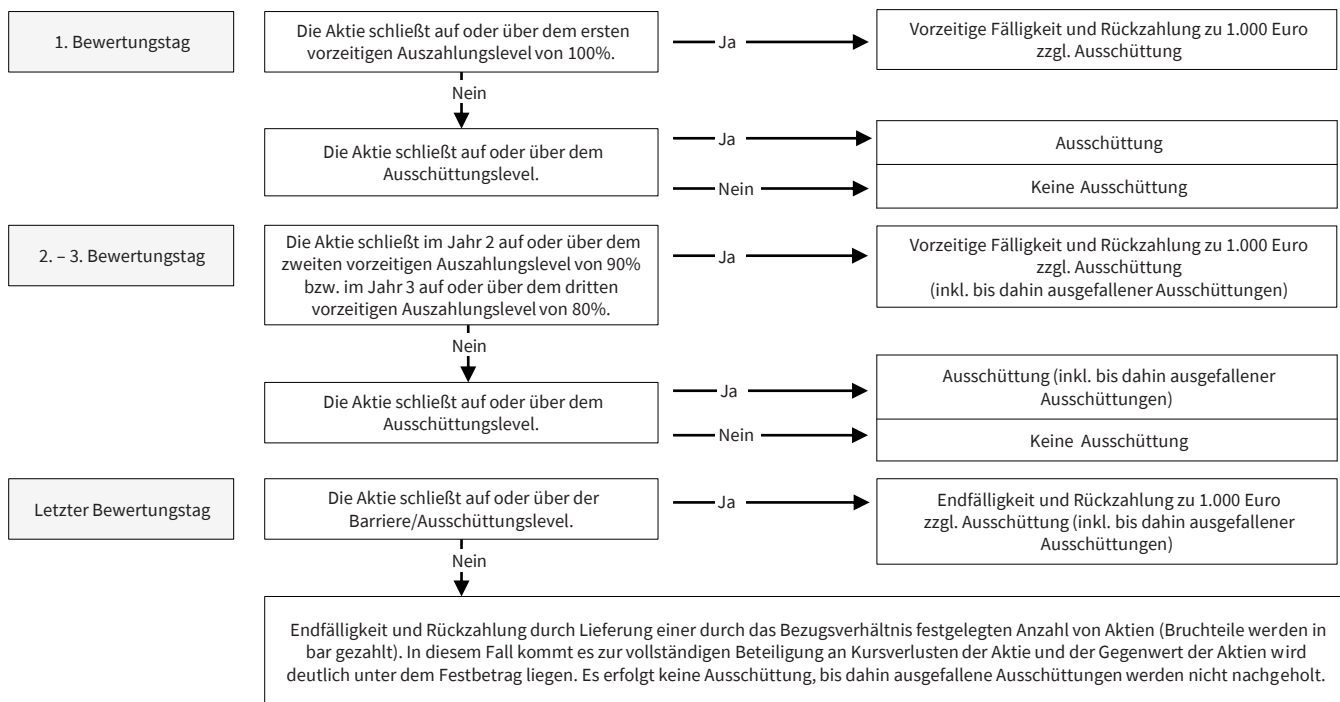 1. Bewertungstag
Die Aktie schließt auf oder über dem ersten
vorzeitigen Auszahlungslevel von 100%.
Ja
Vorzeitige Fälligkeit und Rückzahlung zu 1.000 Euro
zzgl. Ausschüttung
Nein
Die Aktie schließt auf oder über dem
Ausschüttungslevel.
Ja
Ausschüttung
Nein
Keine Ausschüttung
2. – 3. Bewertungstag
Die Aktie schließt im Jahr 2 auf oder über dem
zweiten vorzeitigen Auszahlungslevel von 90%
bzw. im Jahr 3 auf oder über dem dritten
vorzeitigen Auszahlungslevel von 80%.
Ja
Vorzeitige Fälligkeit und Rückzahlung zu 1.000 Euro
zzgl. Ausschüttung
(inkl. bis dahin ausgefallener Ausschüttungen)
Nein
Die Aktie schließt auf oder über dem
Ausschüttungslevel.
Ja
Ausschüttung (inkl. bis dahin ausgefallener
Ausschüttungen)
Nein
Keine Ausschüttung
Letzter Bewertungstag
Die Aktie schließt auf oder über der
Barriere/Ausschüttungslevel.
Ja
Endfälligkeit und Rückzahlung zu 1.000 Euro
zzgl. Ausschüttung (inkl. bis dahin ausgefallener
Ausschüttungen)
Nein
Endfälligkeit und Rückzahlung durch Lieferung einer durch das Bezugsverhältnis festgelegten Anzahl von Aktien (Bruchteile werden in
bar gezahlt). In diesem Fall kommt es zur vollständigen Beteiligung an Kursverlusten der Aktie und der Gegenwert der Aktien wird
deutlich unter dem Festbetrag liegen. Es erfolgt keine Ausschüttung, bis dahin ausgefallene Ausschüttungen werden nicht nachgeholt.